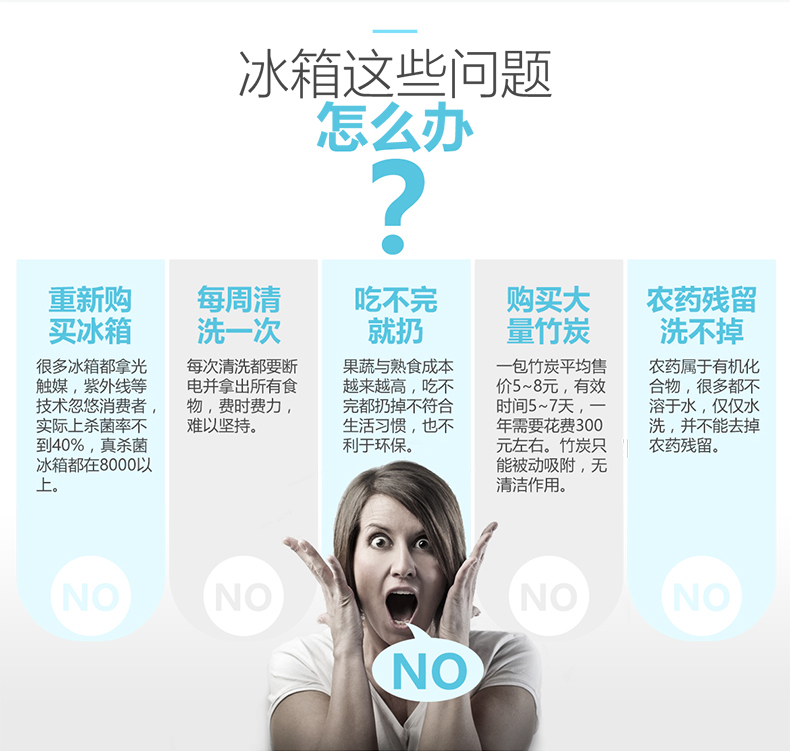 冰箱这些问题
怎么办
?
重新购
买冰箱
很多冰箱都拿光
触媒，紫外线等
技术忽悠消费者，
实际上杀菌率不
到40%，真杀菌
冰箱都在8000以
上。
NO
每周清
洗一次
每次清洗都要断
电并拿出所有食
物，费时费力，
难以坚持。
NO
吃不完
就扔
果蔬与熟食成本
越来越高，吃不
完都扔掉不符合
生活习惯，也不
利于环保。
NO
购买大
量竹炭
一包竹炭平均售
价5~8元，有效
时间5~7天，一
年需要花费300
元左右。竹炭只
能被动吸附，无
清洁作用。
NO
农药残留
洗不掉
农药属于有机化
合物，很多都不
溶于水，仅仅水
洗，并不能去掉
农药残留。
NO